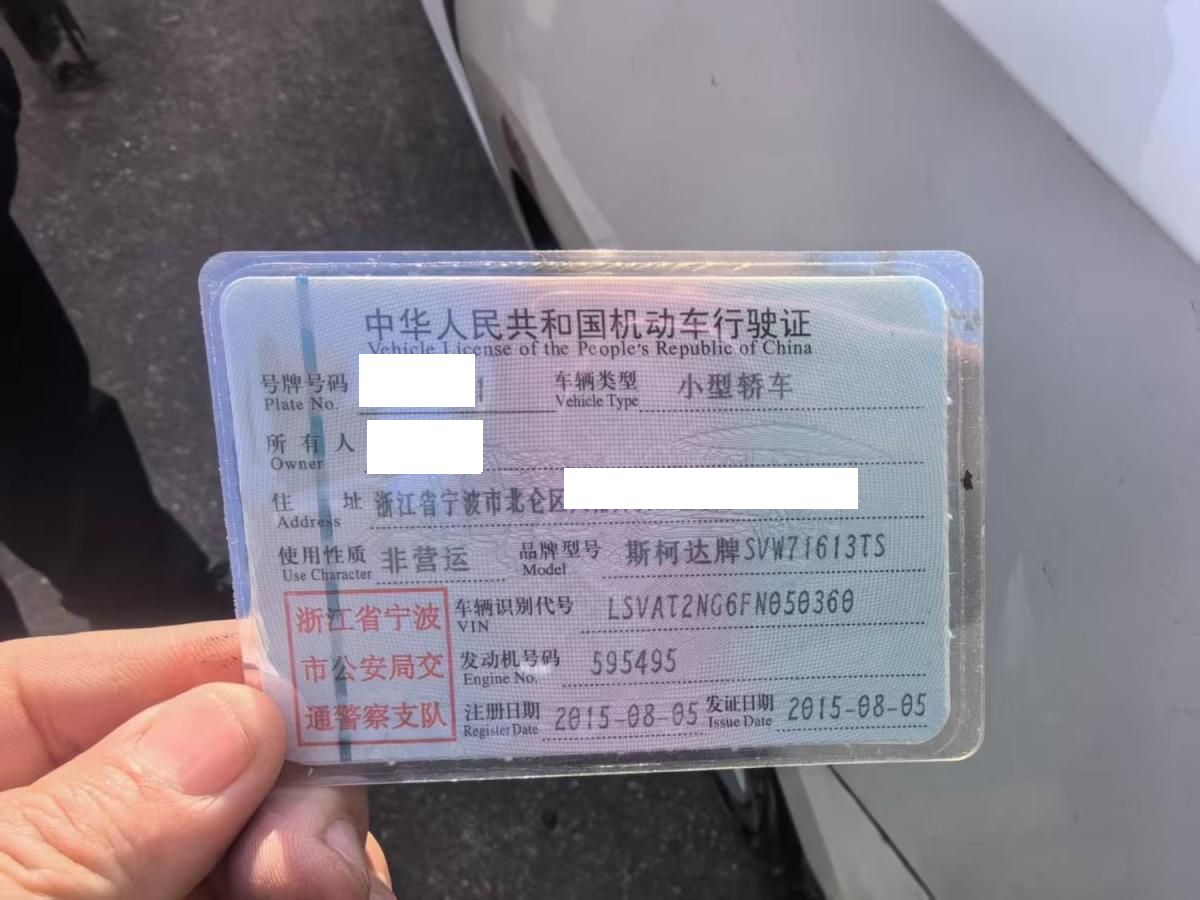 中华人民共和国机动车行驶证
Vehicle License of the People's Republic of China
号牌号码 车辆类型 小型轿车
Plate No. Vehicle Type
所有人
Owner
住址 浙江省宁波市北仑区
Address
使用性质 非营运 品牌型号 斯柯达牌SVW71613TS
Use Character Model
浙江省宁波
市公安局交
通警察支队
车辆识别代号 LSVAT2NG6FN050360
VIN
发动机号码 595495
Engine No.
注册日期 2015-08-05 发证日期 2015-08-05
Register Date Issue Date